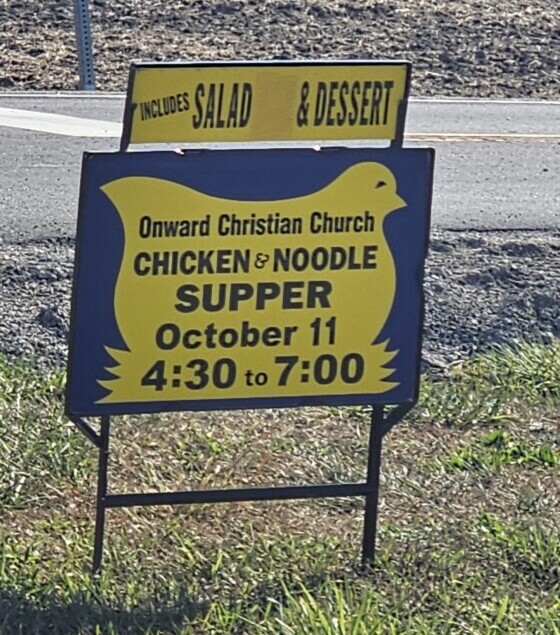 INCLUDES SALAD & DESSERT
Onward Christian Church
CHICKEN & NOODLE
SUPPER
October 11
4:30 to 7:00